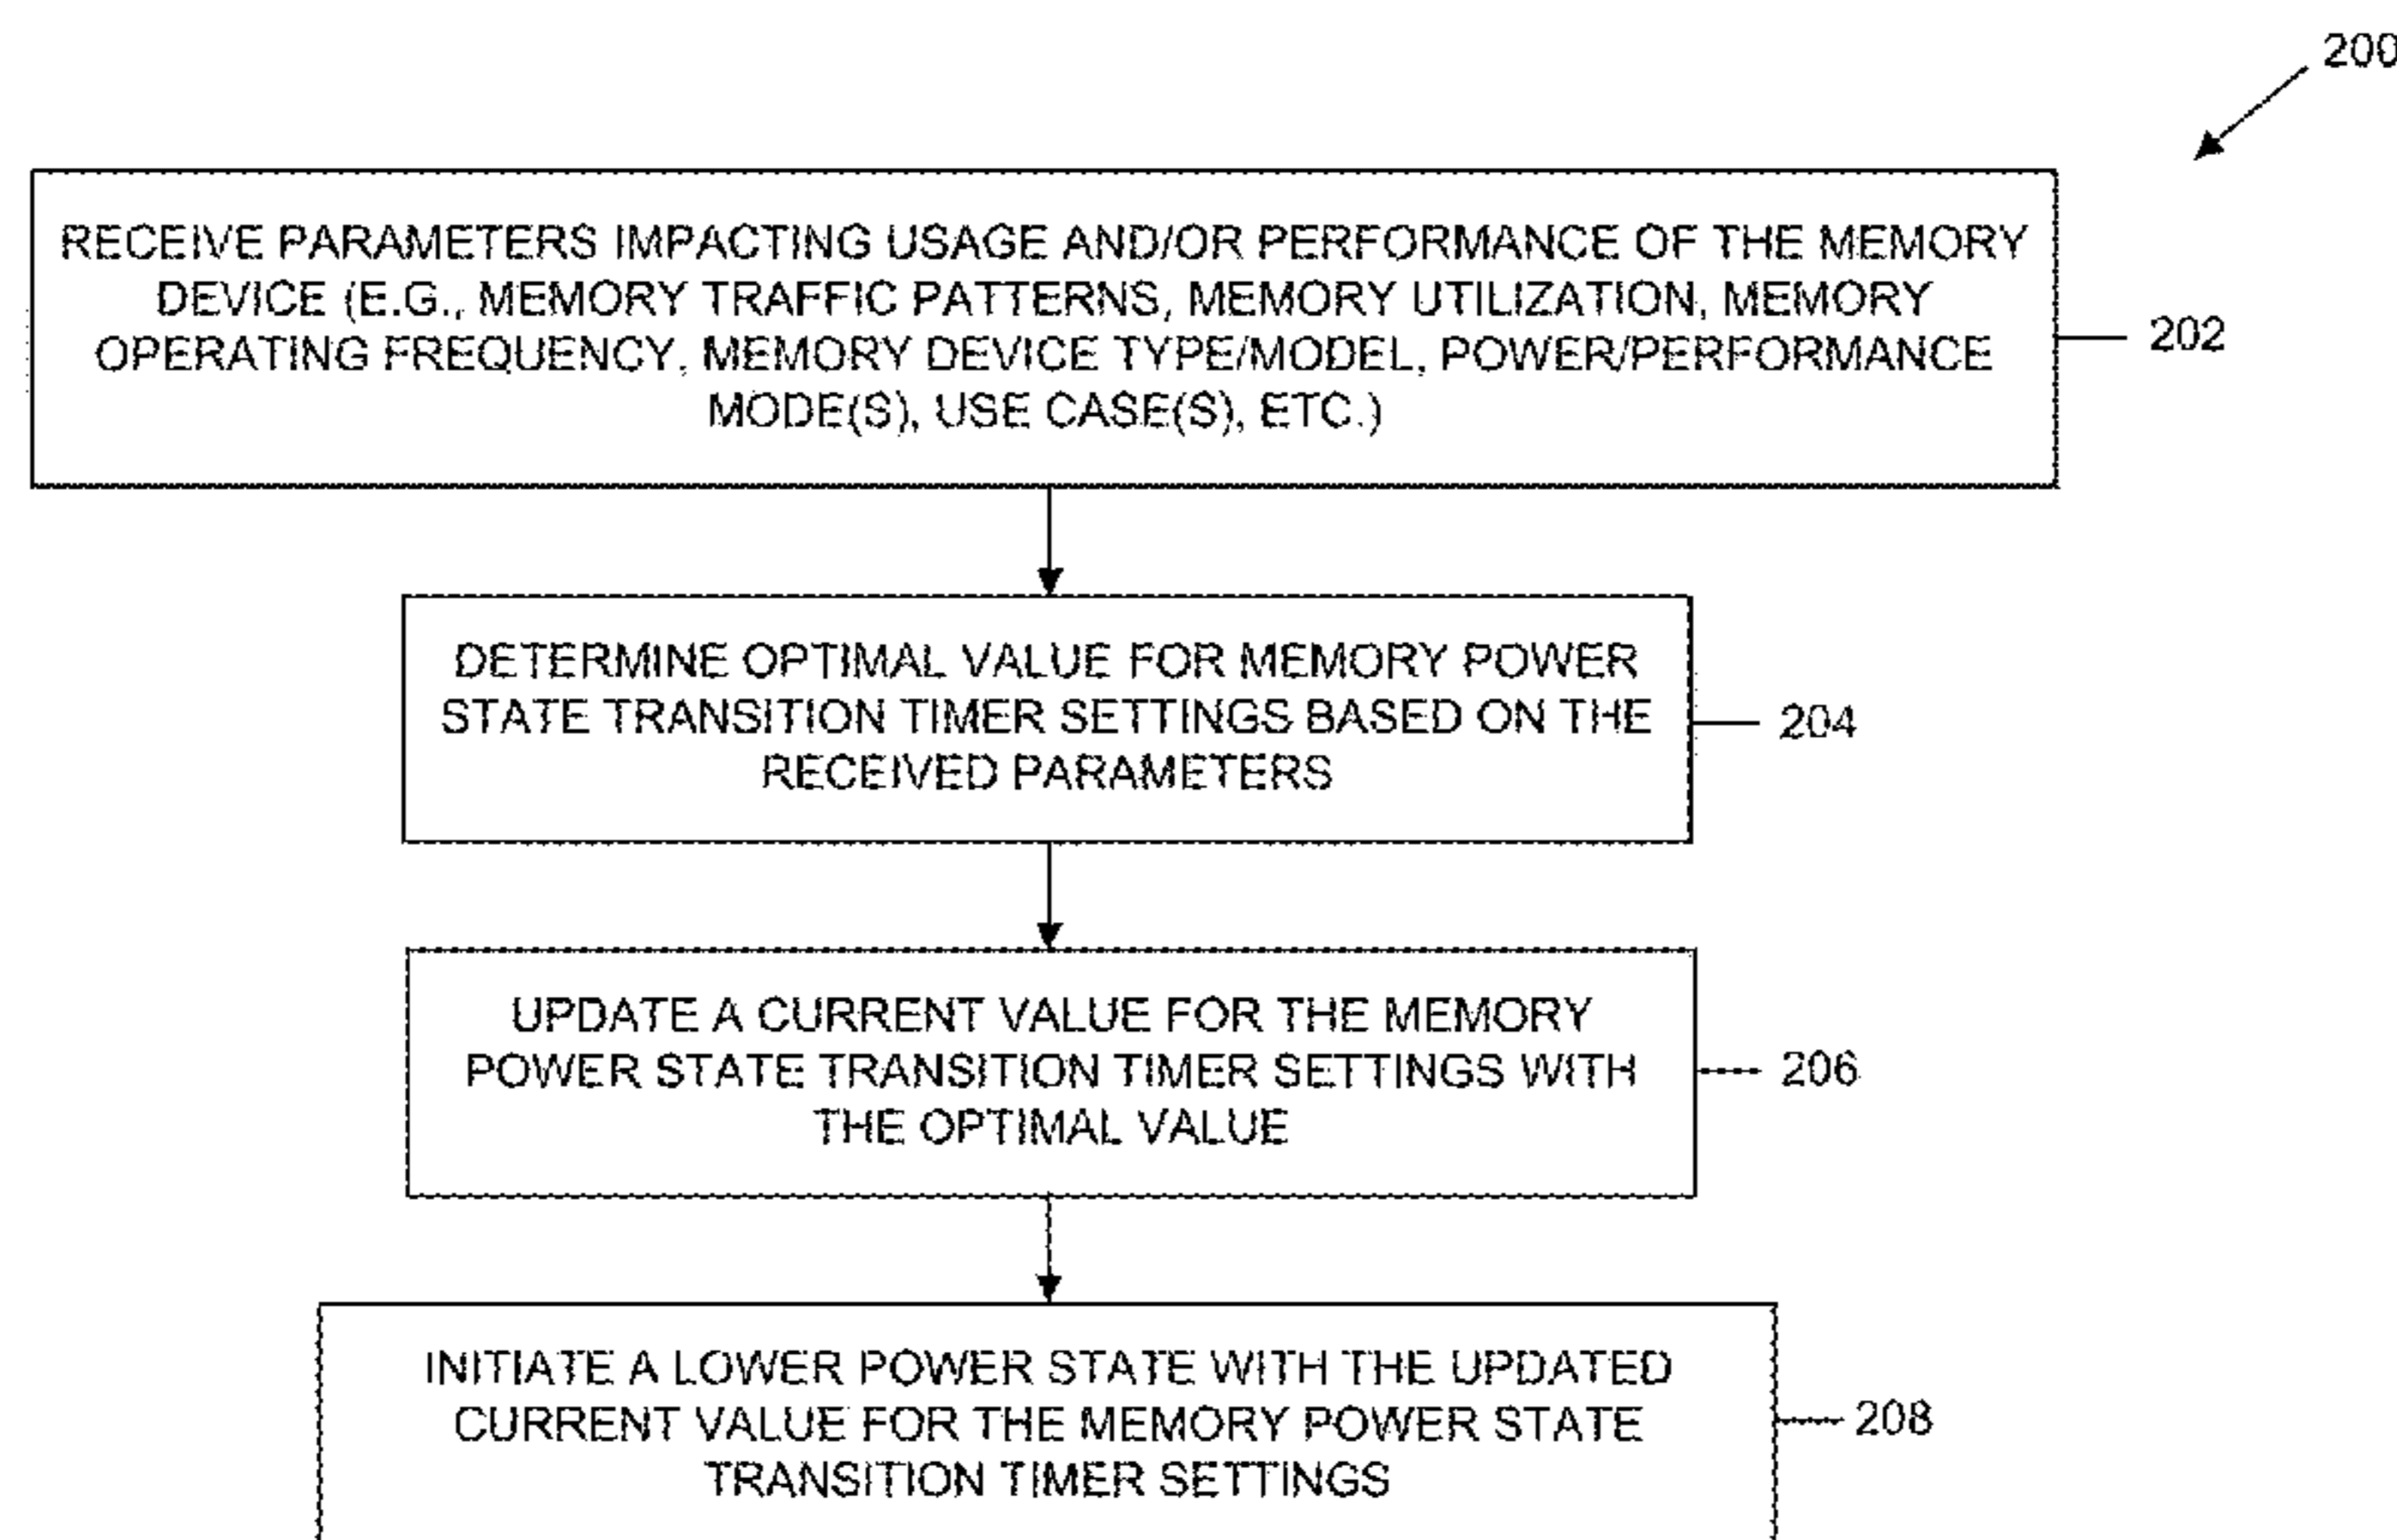 200
RECEIVE PARAMETERS IMPACTING USAGE AND/OR PERFORMANCE OF THE MEMORY
DEVICE (E.G., MEMORY TRAFFIC PATTERNS, MEMORY UTILIZATION, MEMORY
OPERATING FREQUENCY, MEMORY DEVICE TYPE/MODEL, POWER/PERFORMANCE
MODE(S), USE CASE(S), ETC.)
202
DETERMINE OPTIMAL VALUE FOR MEMORY POWER
STATE TRANSITION TIMER SETTINGS BASED ON THE
RECEIVED PARAMETERS
204
UPDATE A CURRENT VALUE FOR THE MEMORY
POWER STATE TRANSITION TIMER SETTINGS WITH
THE OPTIMAL VALUE
206
INITIATE A LOWER POWER STATE WITH THE UPDATED
CURRENT VALUE FOR THE MEMORY POWER STATE
TRANSITION TIMER SETTINGS
208